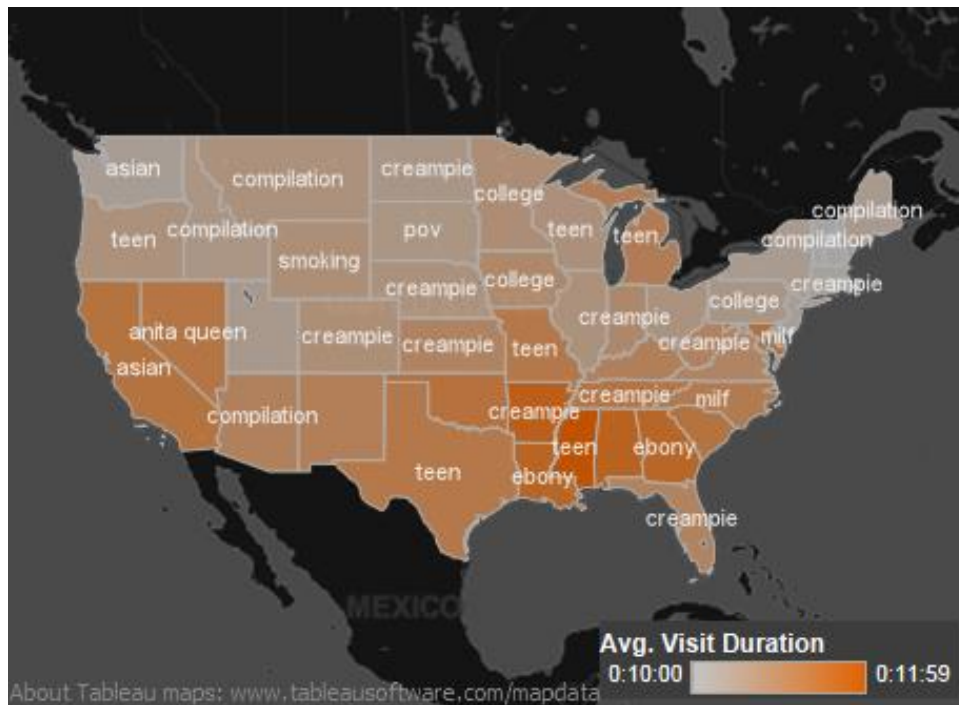 asian
compilation
creampie
college
compilation
teen
compilation
pov
teen
teen
compilation
smoking
creampie
college
creampie
college
anita queen
creampie
creampie
teen
creampie
creampie
milf
asian
compilation
creampie
creampie
milf
teen
ebony
teen
ebony
creampie
MEXICO
Avg. Visit Duration
0:10:00 0:11:59
About Tableau maps: www.tableausoftware.com/mapdata